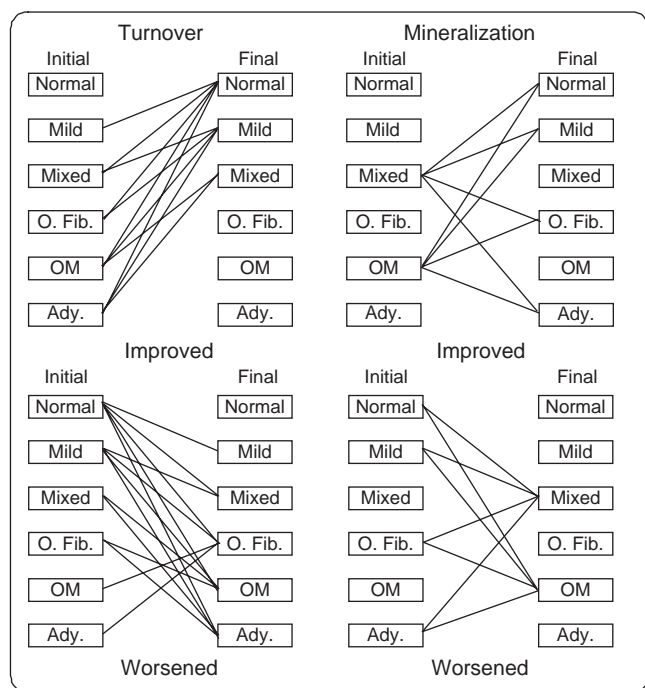 Turnover Mineralization
Initial Final Initial Final
Normal Normal Normal Normal
Mild Mild Mild Mild
Mixed Mixed Mixed Mixed
O. Fib. O. Fib. O. Fib. O. Fib.
OM OM OM OM
Ady. Ady. Ady. Ady.
Improved Improved
Initial Final Initial Final
Normal Normal Normal Normal
Mild Mild Mild Mild
Mixed Mixed Mixed Mixed
O. Fib. O. Fib. O. Fib. O. Fib.
OM OM OM OM
Ady. Ady. Ady. Ady.
Worsened Worsened